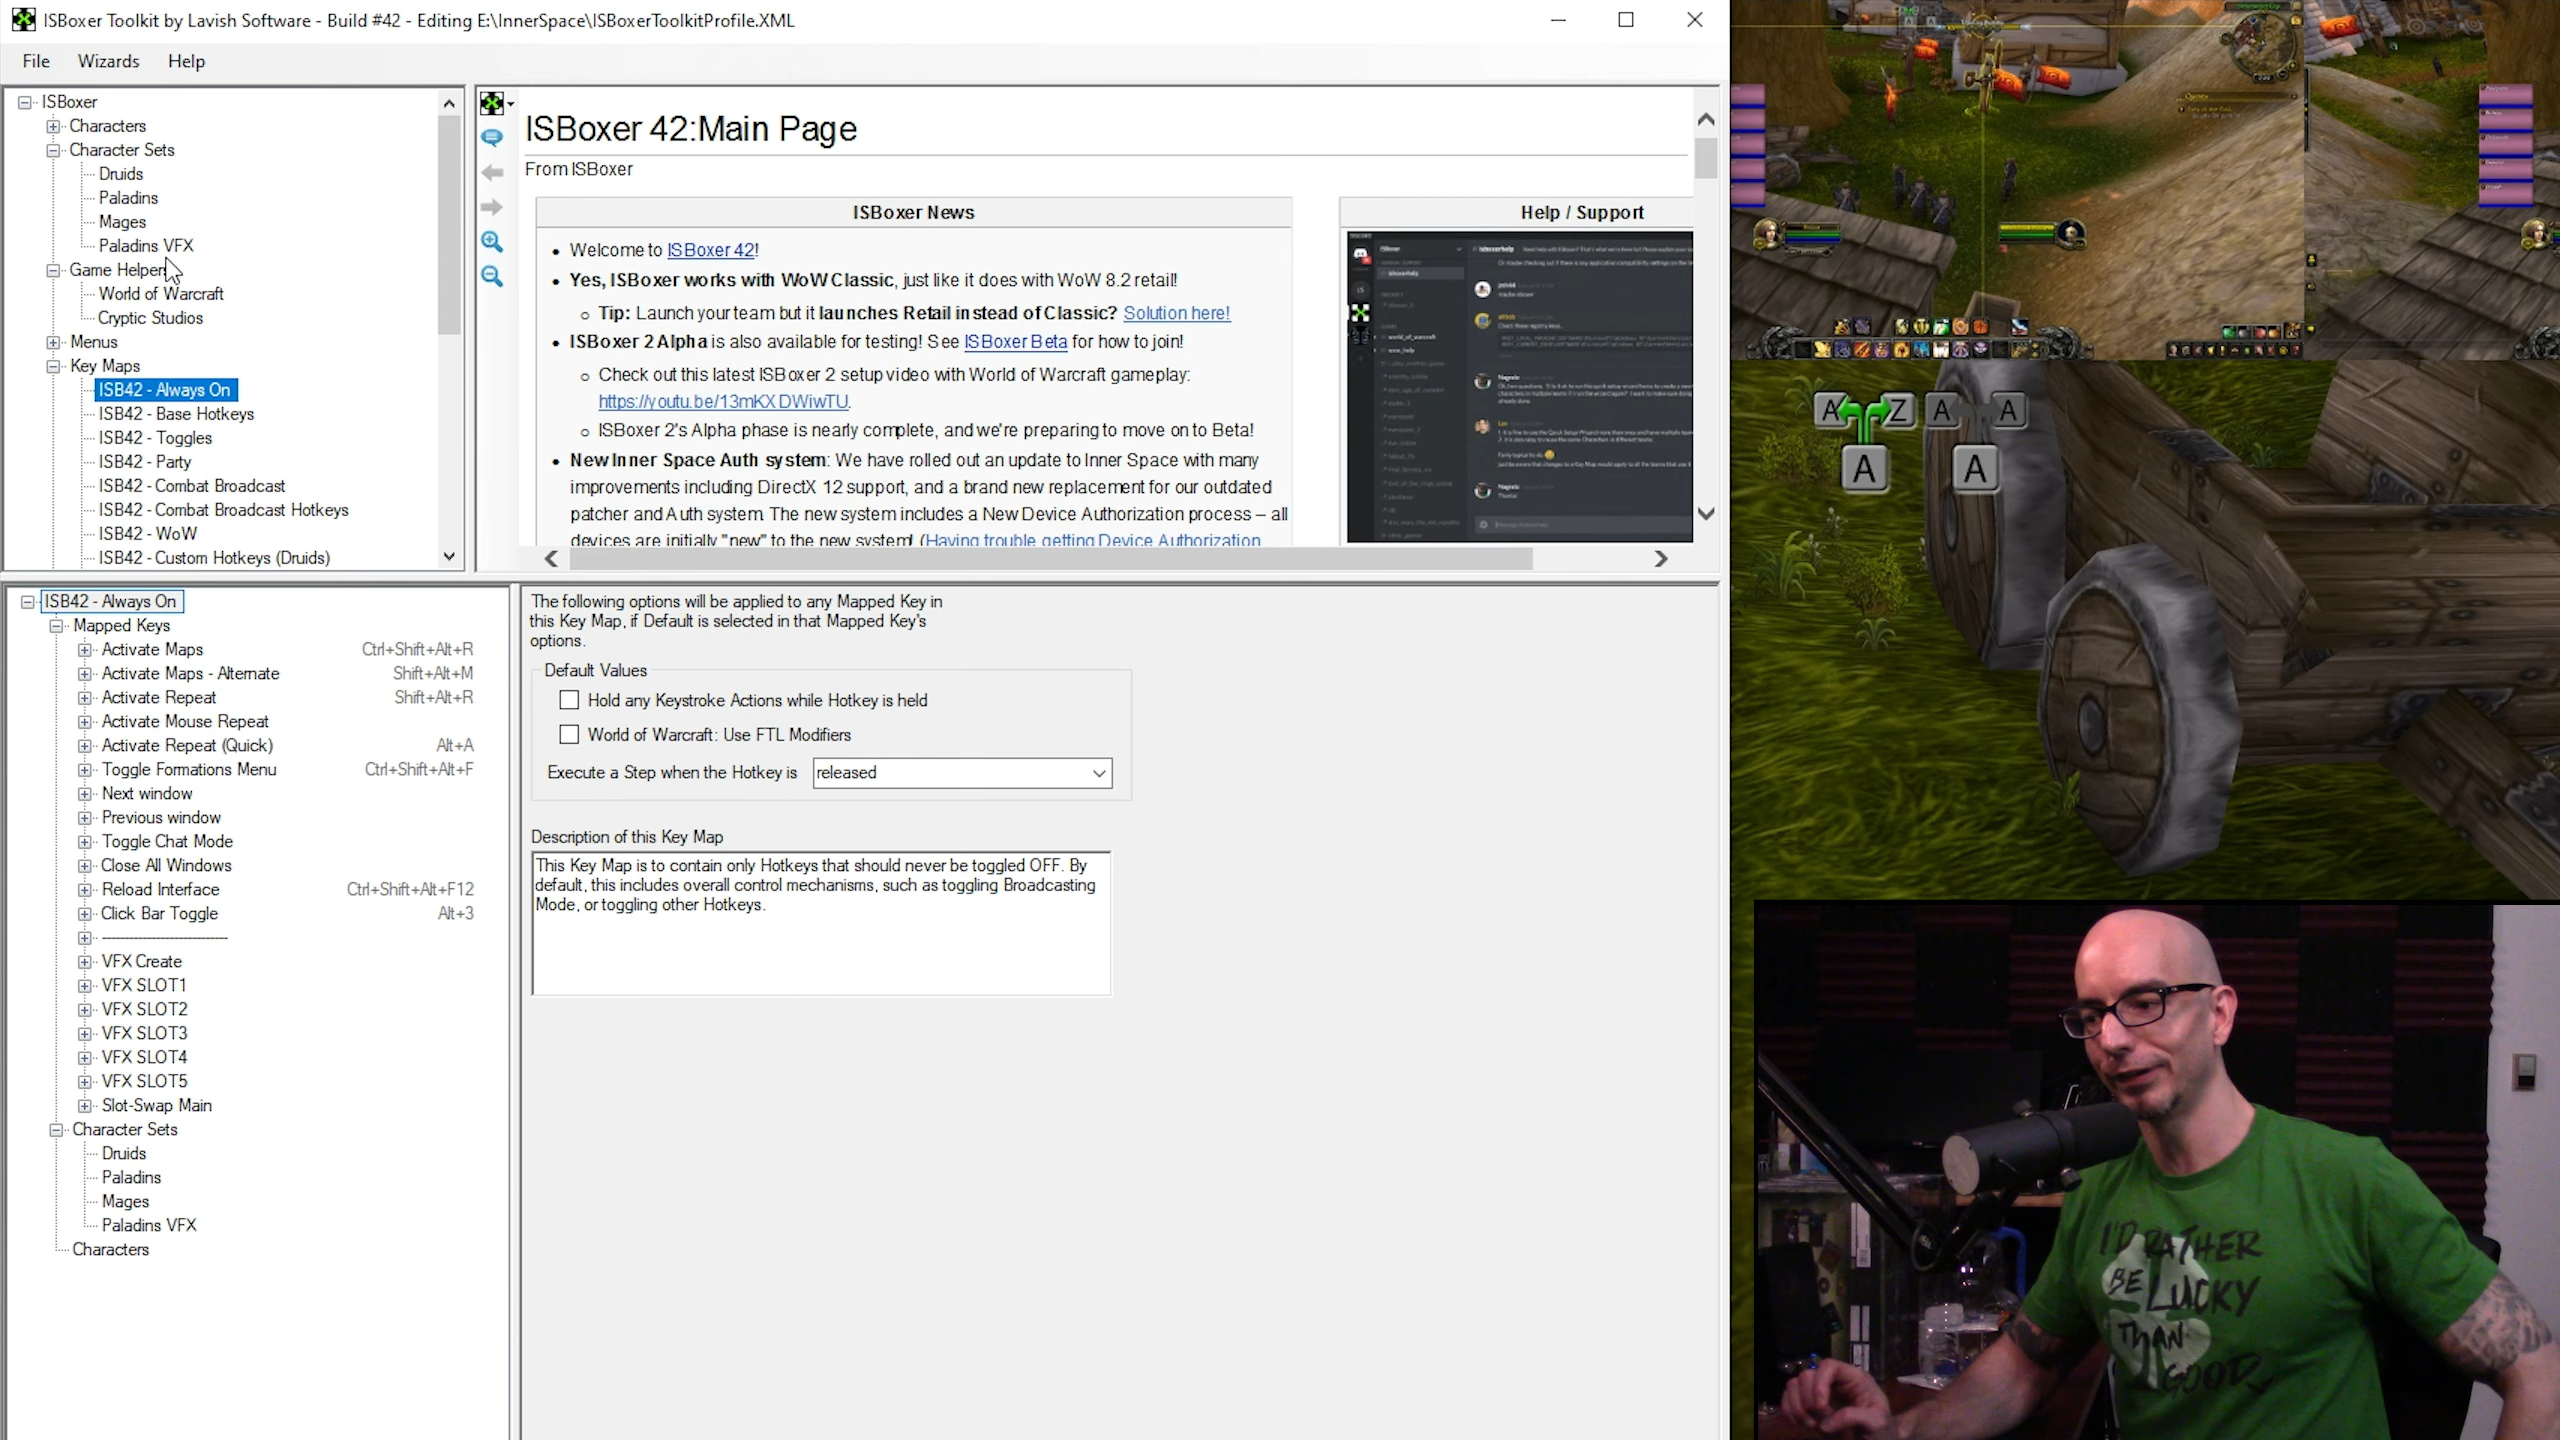 ISBoxer Toolkit by Lavish Software - Build #42 - Editing E:\InnerSpace\ISBoxerToolkitProfile.XML
File Wizards Help
ISBoxer
Characters
Character Sets
Druids
Paladins
Mages
Paladins VFX
Game Helpers
World of Warcraft
Cryptic Studios
Menus
Key Maps
ISB42 - Always On
ISB42 - Base Hotkeys
ISB42 - Toggles
ISB42 - Party
ISB42 - Combat Broadcast
ISB42 - Combat Broadcast Hotkeys
ISB42 - WoW
ISB42 - Custom Hotkeys (Druids)
ISBoxer 42:Main Page
From ISBoxer
ISBoxer News
Welcome to ISBoxer 42!
Yes, ISBoxer works with WoW Classic, just like it does with WoW 8.2 retail!
Tip: Launch your team but it launches Retail instead of Classic? Solution here!
ISBoxer 2 Alpha is also available for testing! See ISBoxer Beta for how to join!
Check out this latest ISBoxer 2 setup video with World of Warcraft gameplay:
https://youtu.be/13mKXDWiwTU.
ISBoxer 2's Alpha phase is nearly complete, and we're preparing to move on to Beta!
New Inner Space Auth system: We have rolled out an update to Inner Space with many
improvements including DirectX 12 support, and a brand new replacement for our outdated
patcher and Auth system. The new system includes a New Device Authorization process – all
devices are initially "new" to the new system! (Having trouble getting Device Authorization
Help / Support
ISB42 - Always On
Mapped Keys
Activate Maps Ctrl+Shift+Alt+R
Activate Maps - Alternate Shift+Alt+M
Activate Repeat Shift+Alt+R
Activate Mouse Repeat
Activate Repeat (Quick) Alt+A
Toggle Formations Menu Ctrl+Shift+Alt+F
Next window
Previous window
Toggle Chat Mode
Close All Windows
Reload Interface Ctrl+Shift+Alt+F12
Click Bar Toggle Alt+3
----------------------------
VFX Create
VFX SLOT1
VFX SLOT2
VFX SLOT3
VFX SLOT4
VFX SLOT5
Slot-Swap Main
Character Sets
Druids
Paladins
Mages
Paladins VFX
Characters
The following options will be applied to any Mapped Key in
this Key Map, if Default is selected in that Mapped Key's
options.
Default Values
Hold any Keystroke Actions while Hotkey is held
World of Warcraft: Use FTL Modifiers
Execute a Step when the Hotkey is released
Description of this Key Map
This Key Map is to contain only Hotkeys that should never be toggled OFF. By
default, this includes overall control mechanisms, such as toggling Broadcasting
Mode, or toggling other Hotkeys.
A Z A A
A A
I'D RATHER
BE LUCKY
THAN
GOOD